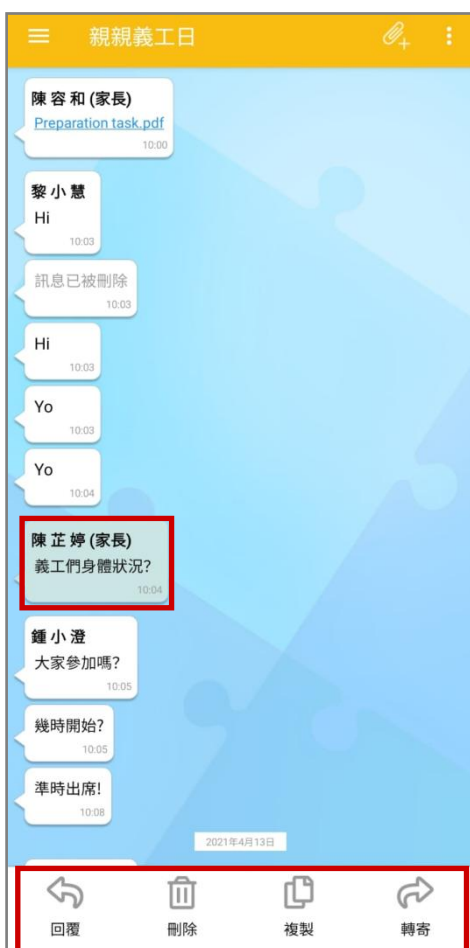 親親義工日
陳容和(家長)
Preparation task.pdf
10:00
黎小慧
Hi
10:03
訊息已被刪除
10:03
Hi
10:03
Yo
10:03
Yo
10:04
陳芷婷(家長)
義工們身體狀況?
10:04
鍾小澄
大家參加嗎?
10:05
幾時開始?
10:05
準時出席!
10:08
2021年4月13日
回覆 刪除 複製 轉寄